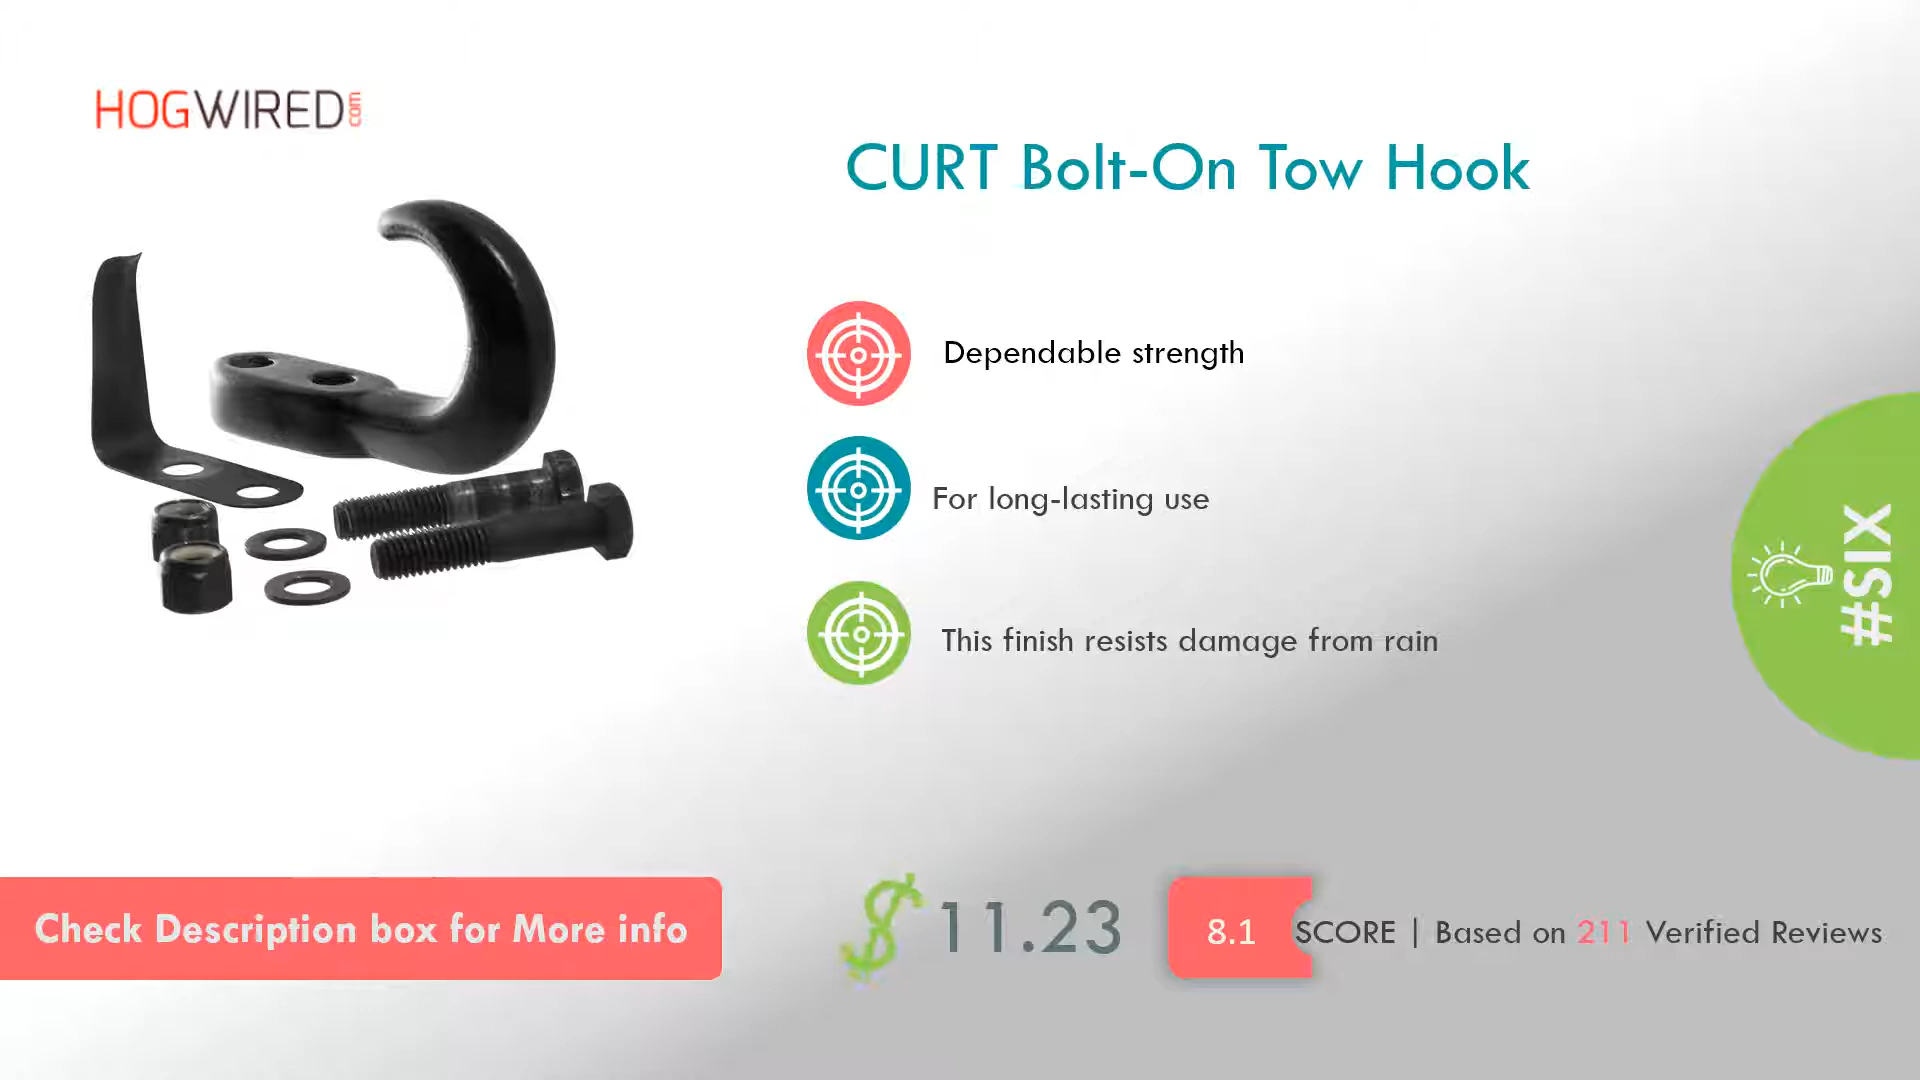 HOGWIRED.com
CURT Bolt-On Tow Hook
Dependable strength
For long-lasting use
This finish resists damage from rain
#SIX
Check Description box for More info
$ 11.23
8.1 SCORE | Based on 211 Verified Reviews